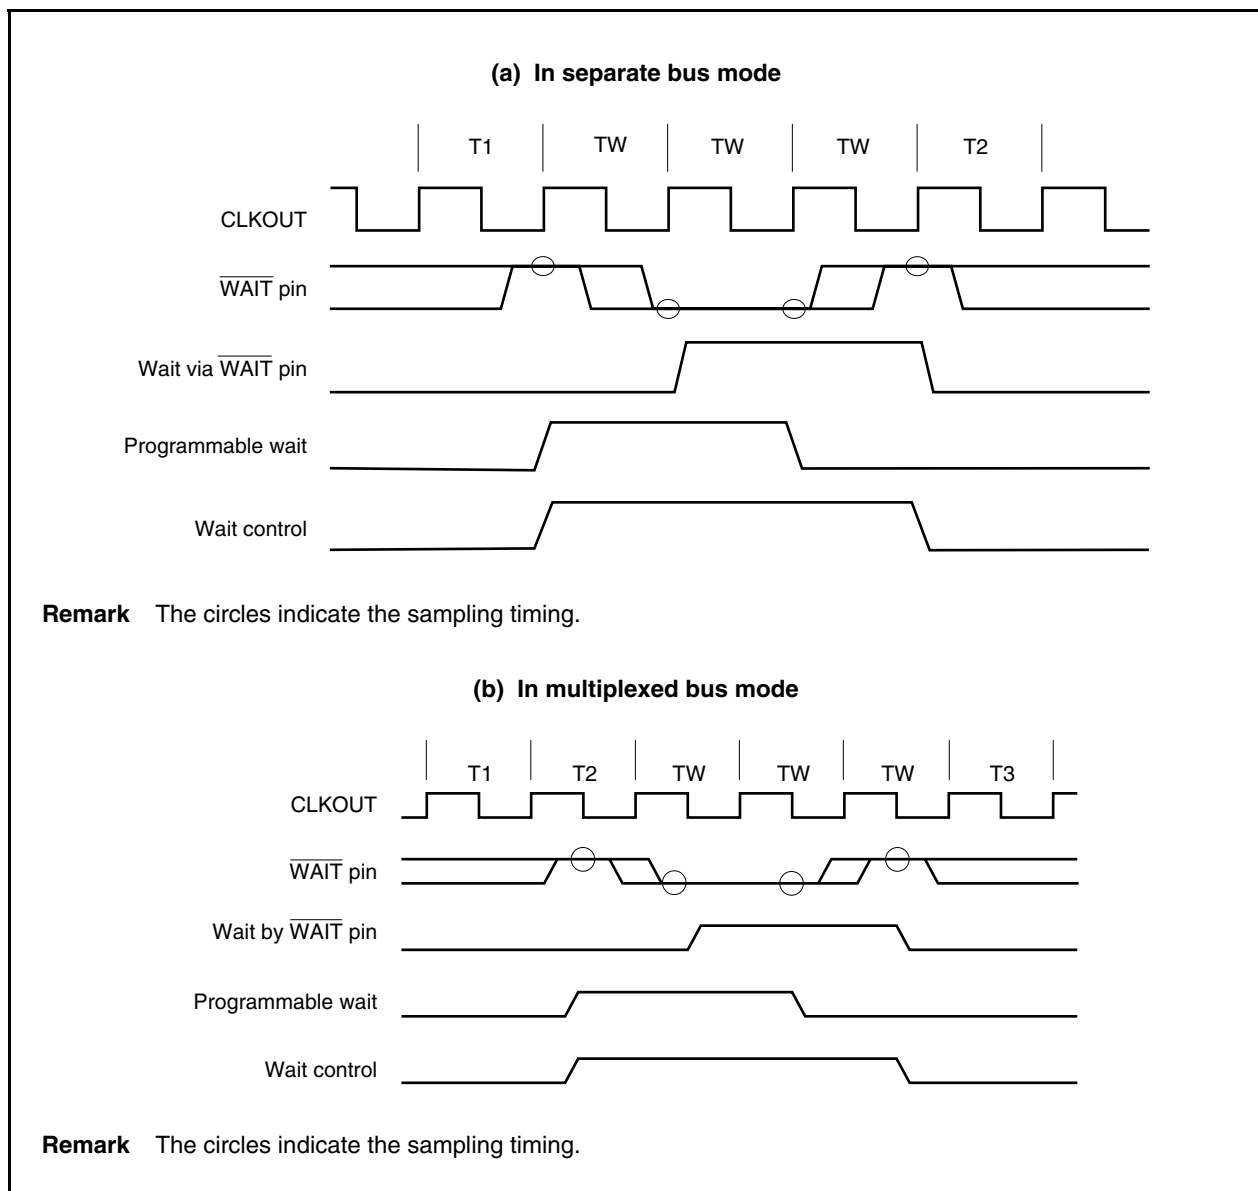 (a) In separate bus mode
T1 TW TW TW T2
CLKOUT
WAIT pin
Wait via WAIT pin
Programmable wait
Wait control
Remark The circles indicate the sampling timing.
(b) In multiplexed bus mode
T1 T2 TW TW TW T3
CLKOUT
WAIT pin
Wait by WAIT pin
Programmable wait
Wait control
Remark The circles indicate the sampling timing.